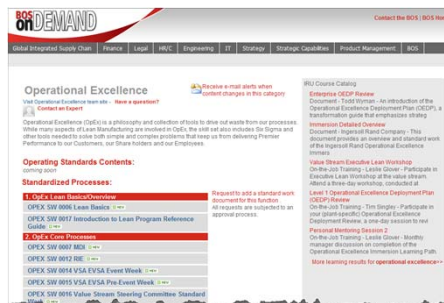 BOS
onDEMAND
Contact the BOS | BOS Home
Global Integrated Supply Chain
Finance
Legal
HR/C
Engineering
IT
Strategy
Strategic Capabilities
Product Management
BOS
Operational Excellence
Visit Operational Excellence team site - Have a question?
Contact an Expert
Receive e-mail alerts when
content changes in this category
Operational Excellence (OpEx) is a philosophy and collection of tools to drive out waste from our processes.
While many aspects of Lean Manufacturing are involved in OpEx, the skill set also includes Six Sigma and
other tools needed to solve both simple and complex problems that keep us from delivering Premier
Performance to our Customers, our Share holders and our Employees.
Operating Standards Contents:
coming soon
Standardized Processes:
1. OpEx Lean Basics/Overview
OPEX SW 0006 Lean Basics
OPEX SW 0017 Introduction to Lean Program Reference
Guide
2. OpEx Core Processes
OPEX SW 0007 MDI
OPEX SW 0012 RIE
OPEX SW 0014 VSA EVSA Event Week
OPEX SW 0015 VSA EVSA Pre-Event Week
OPEX SW 0016 Value Stream Steering Committee Standard
Work
Request to add a standard work
document for this function
All requests are subjected to an
approval process.
IRU Course Catalog
Enterprise OEDP Review
Document - Todd Wyman - An introduction of the
Operational Excellence Deployment Plan (OEDP), a
transformation guide that emphasizes strateg
Immersion Detailed Overview
Document - Ingersoll Rand Company - This
document provides an overview and standard work
of the Ingersoll Rand Operational Excellence
Immers
Value Stream Executive Lean Workshop
On-the-Job Training - Leslie Glover - Participate in
Executive Lean Workshop at the value stream.
Attend a three-day workshop, conducted at
Level 1 Operational Excellence Deployment Plan
(OEDP) Review
On-the-Job Training - Tim Singley - Participate in
your (plant-specific) Operational Excellence
Deployment Review, a one-day session to revi
Personal Mentoring Session 2
On-the-Job Training - Leslie Glover - Monthly
manager discussion on completion of the
Operational Excellence Immersion Learning Path.
More learning results for operational excellence>>